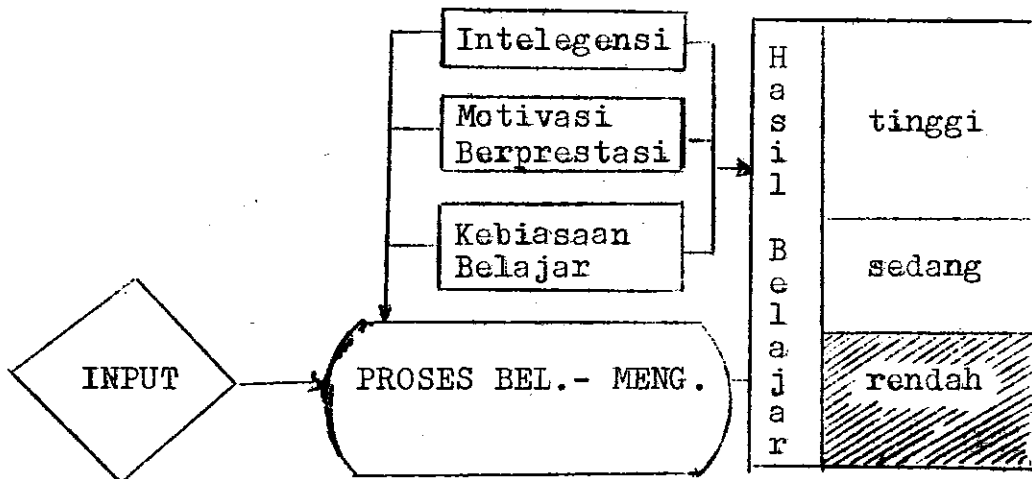 Intelegensi
Motivasi
Berprestasi
Kebiasaan
Belajar
INPUT
PROSES BEL.- MENG.
Hasil Belajar
tinggi
sedang
rendah